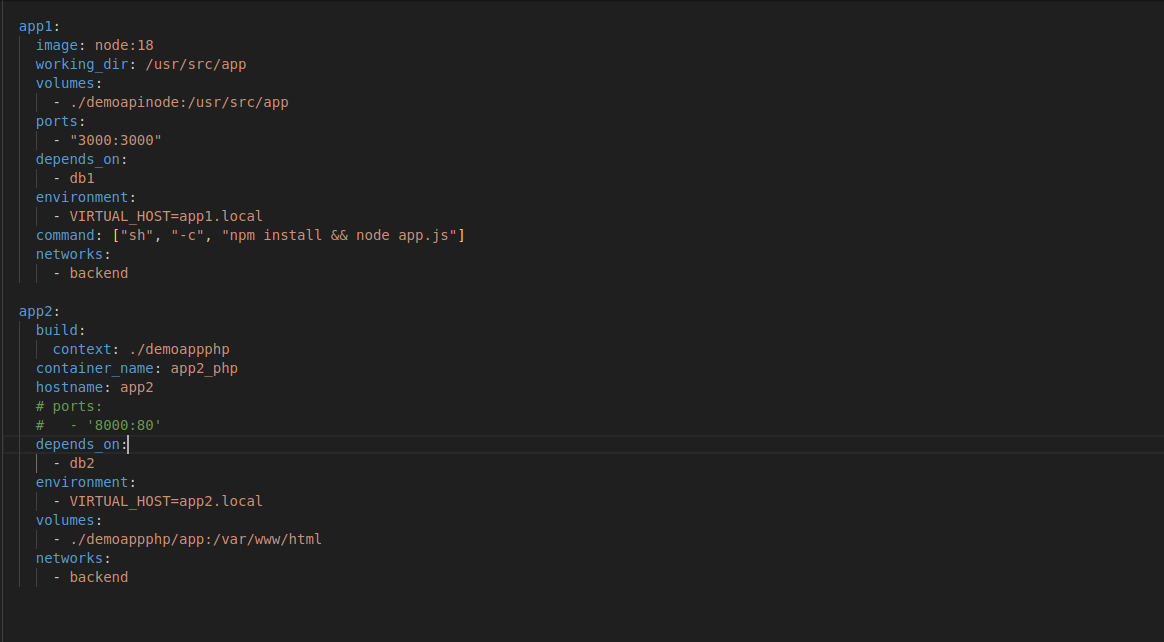 app1:
  image: node:18
  working_dir: /usr/src/app
  volumes:
    - ./demoapinode:/usr/src/app
  ports:
    - "3000:3000"
  depends_on:
    - db1
  environment:
    - VIRTUAL_HOST=app1.local
  command: ["sh", "-c", "npm install && node app.js"]
  networks:
    - backend

app2:
  build:
    context: ./demoappphp
  container_name: app2_php
  hostname: app2
  # ports:
  #   - '8000:80'
  depends_on:
    - db2
  environment:
    - VIRTUAL_HOST=app2.local
  volumes:
    - ./demoappphp/app:/var/www/html
  networks:
    - backend